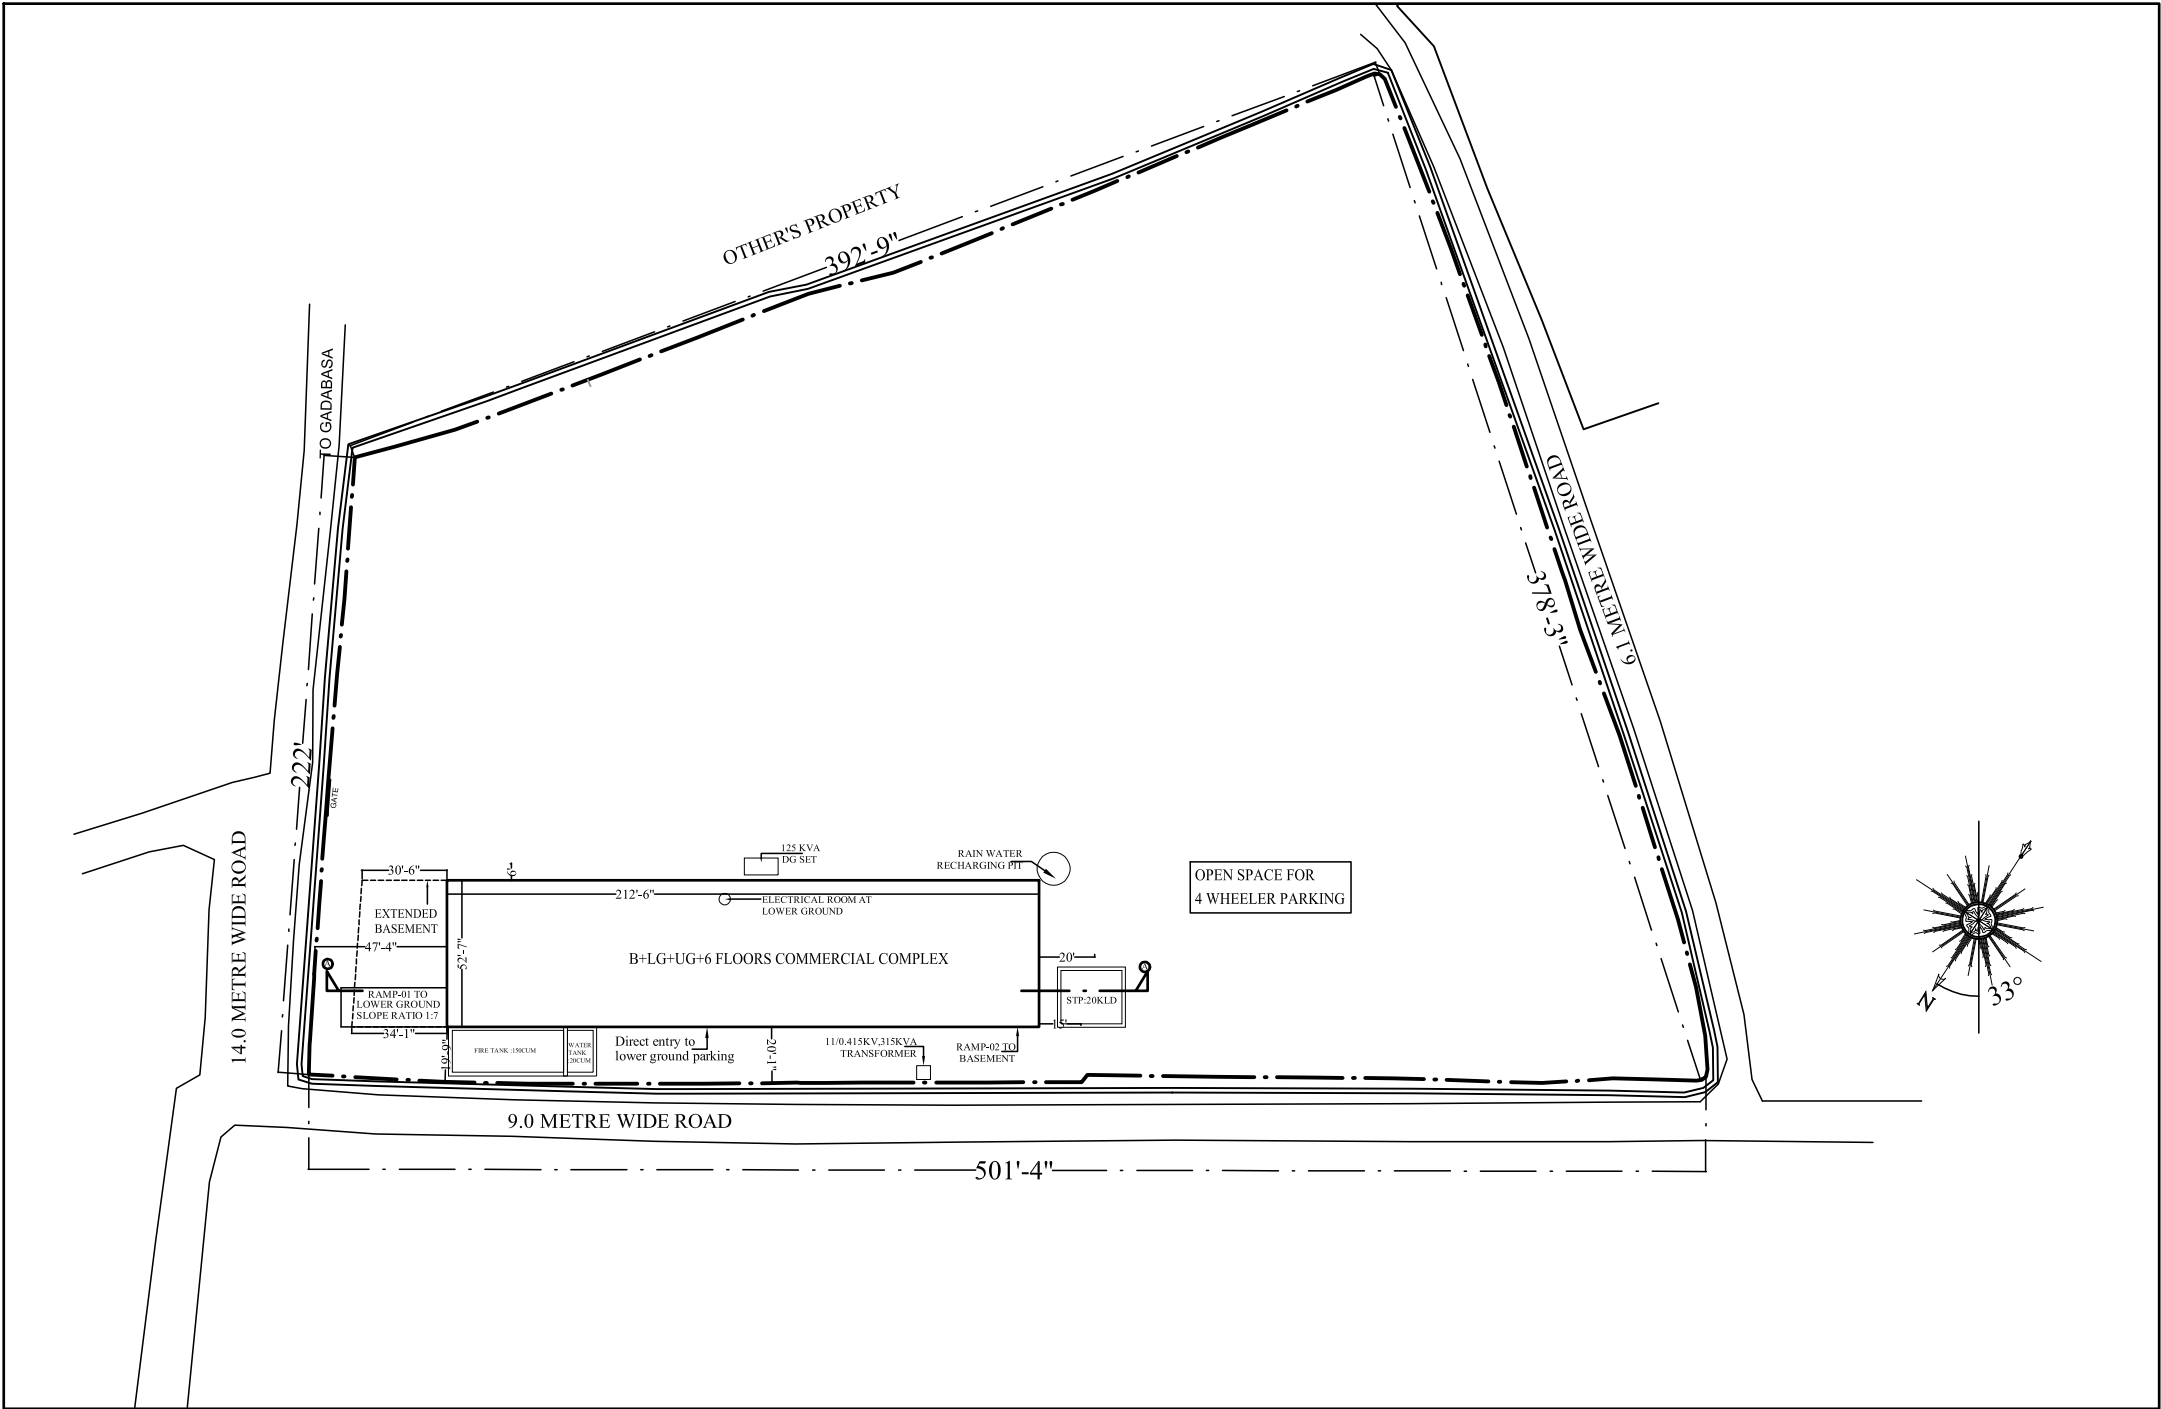 OTHER'S PROPERTY
392'-9"
TO GADABASA
6.1 METRE WIDE ROAD
378'-3"
222'
GATE
14.0 METRE WIDE ROAD
125 KVA
DG SET
RAIN WATER
RECHARGING PIT
OPEN SPACE FOR
4 WHEELER PARKING
30'-6"
6'
212'-6"
ELECTRICAL ROOM AT
LOWER GROUND
EXTENDED
BASEMENT
47'-4"
52'-7"
B+LG+UG+6 FLOORS COMMERCIAL COMPLEX
20'
A
A
RAMP-01 TO
LOWER GROUND
SLOPE RATIO 1:7
STP:20KLD
N
33°
34'-1"
15'
19'-9"
FIRE TANK :150CUM
WATER
TANK
:20CUM
Direct entry to
lower ground parking
20'-1"
11/0.415KV,315KVA
TRANSFORMER
RAMP-02 TO
BASEMENT
9.0 METRE WIDE ROAD
501'-4"